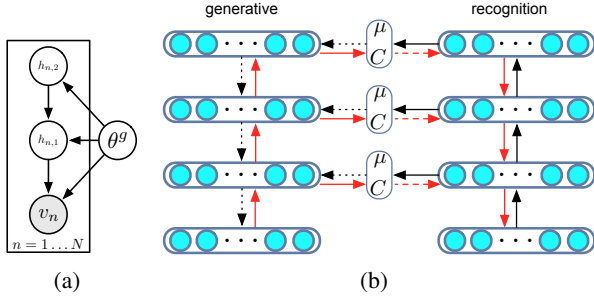 generative
recognition
h_{n,2}
h_{n,1}
θ^g
v_n
n = 1 … N
μ
C
μ
C
μ
C
(a)
(b)